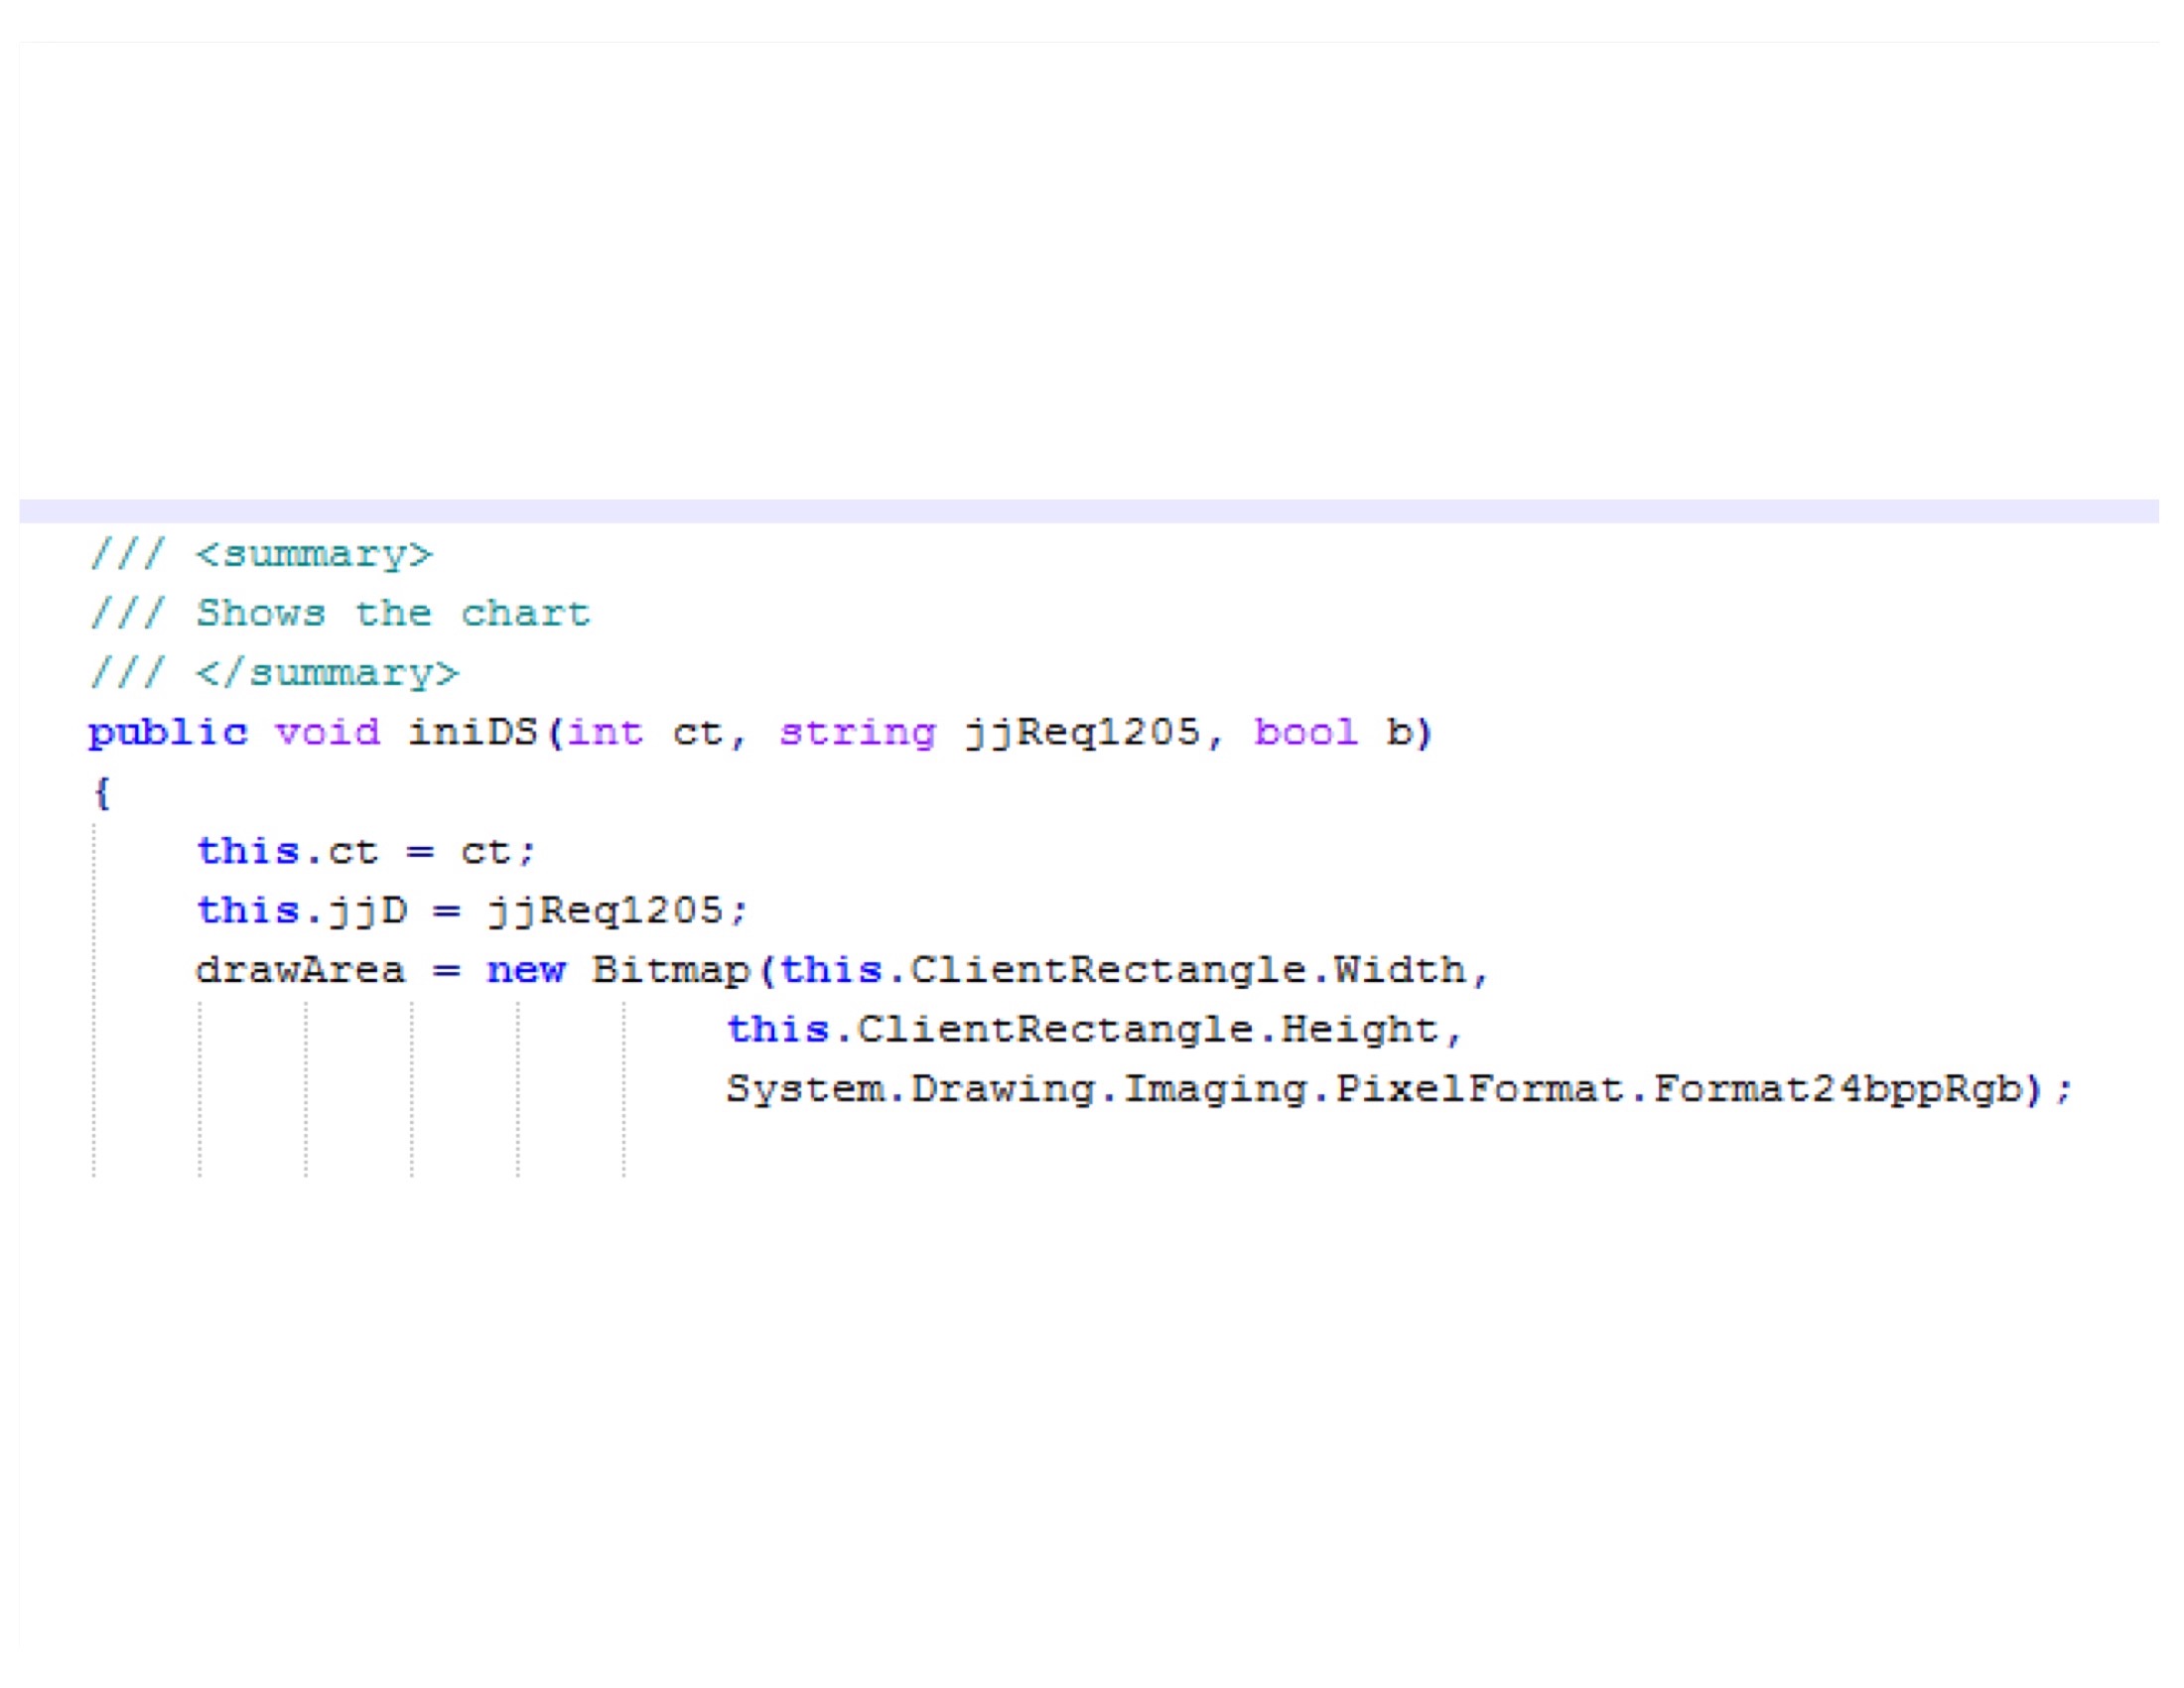 /// <summary>
/// Shows the chart
/// </summary>
public void iniDS(int ct, string jjReq1205, bool b)
{
this.ct = ct;
this.jjD = jjReq1205;
drawArea = new Bitmap(this.ClientRectangle.Width,
this.ClientRectangle.Height,
System.Drawing.Imaging.PixelFormat.Format24bppRgb);